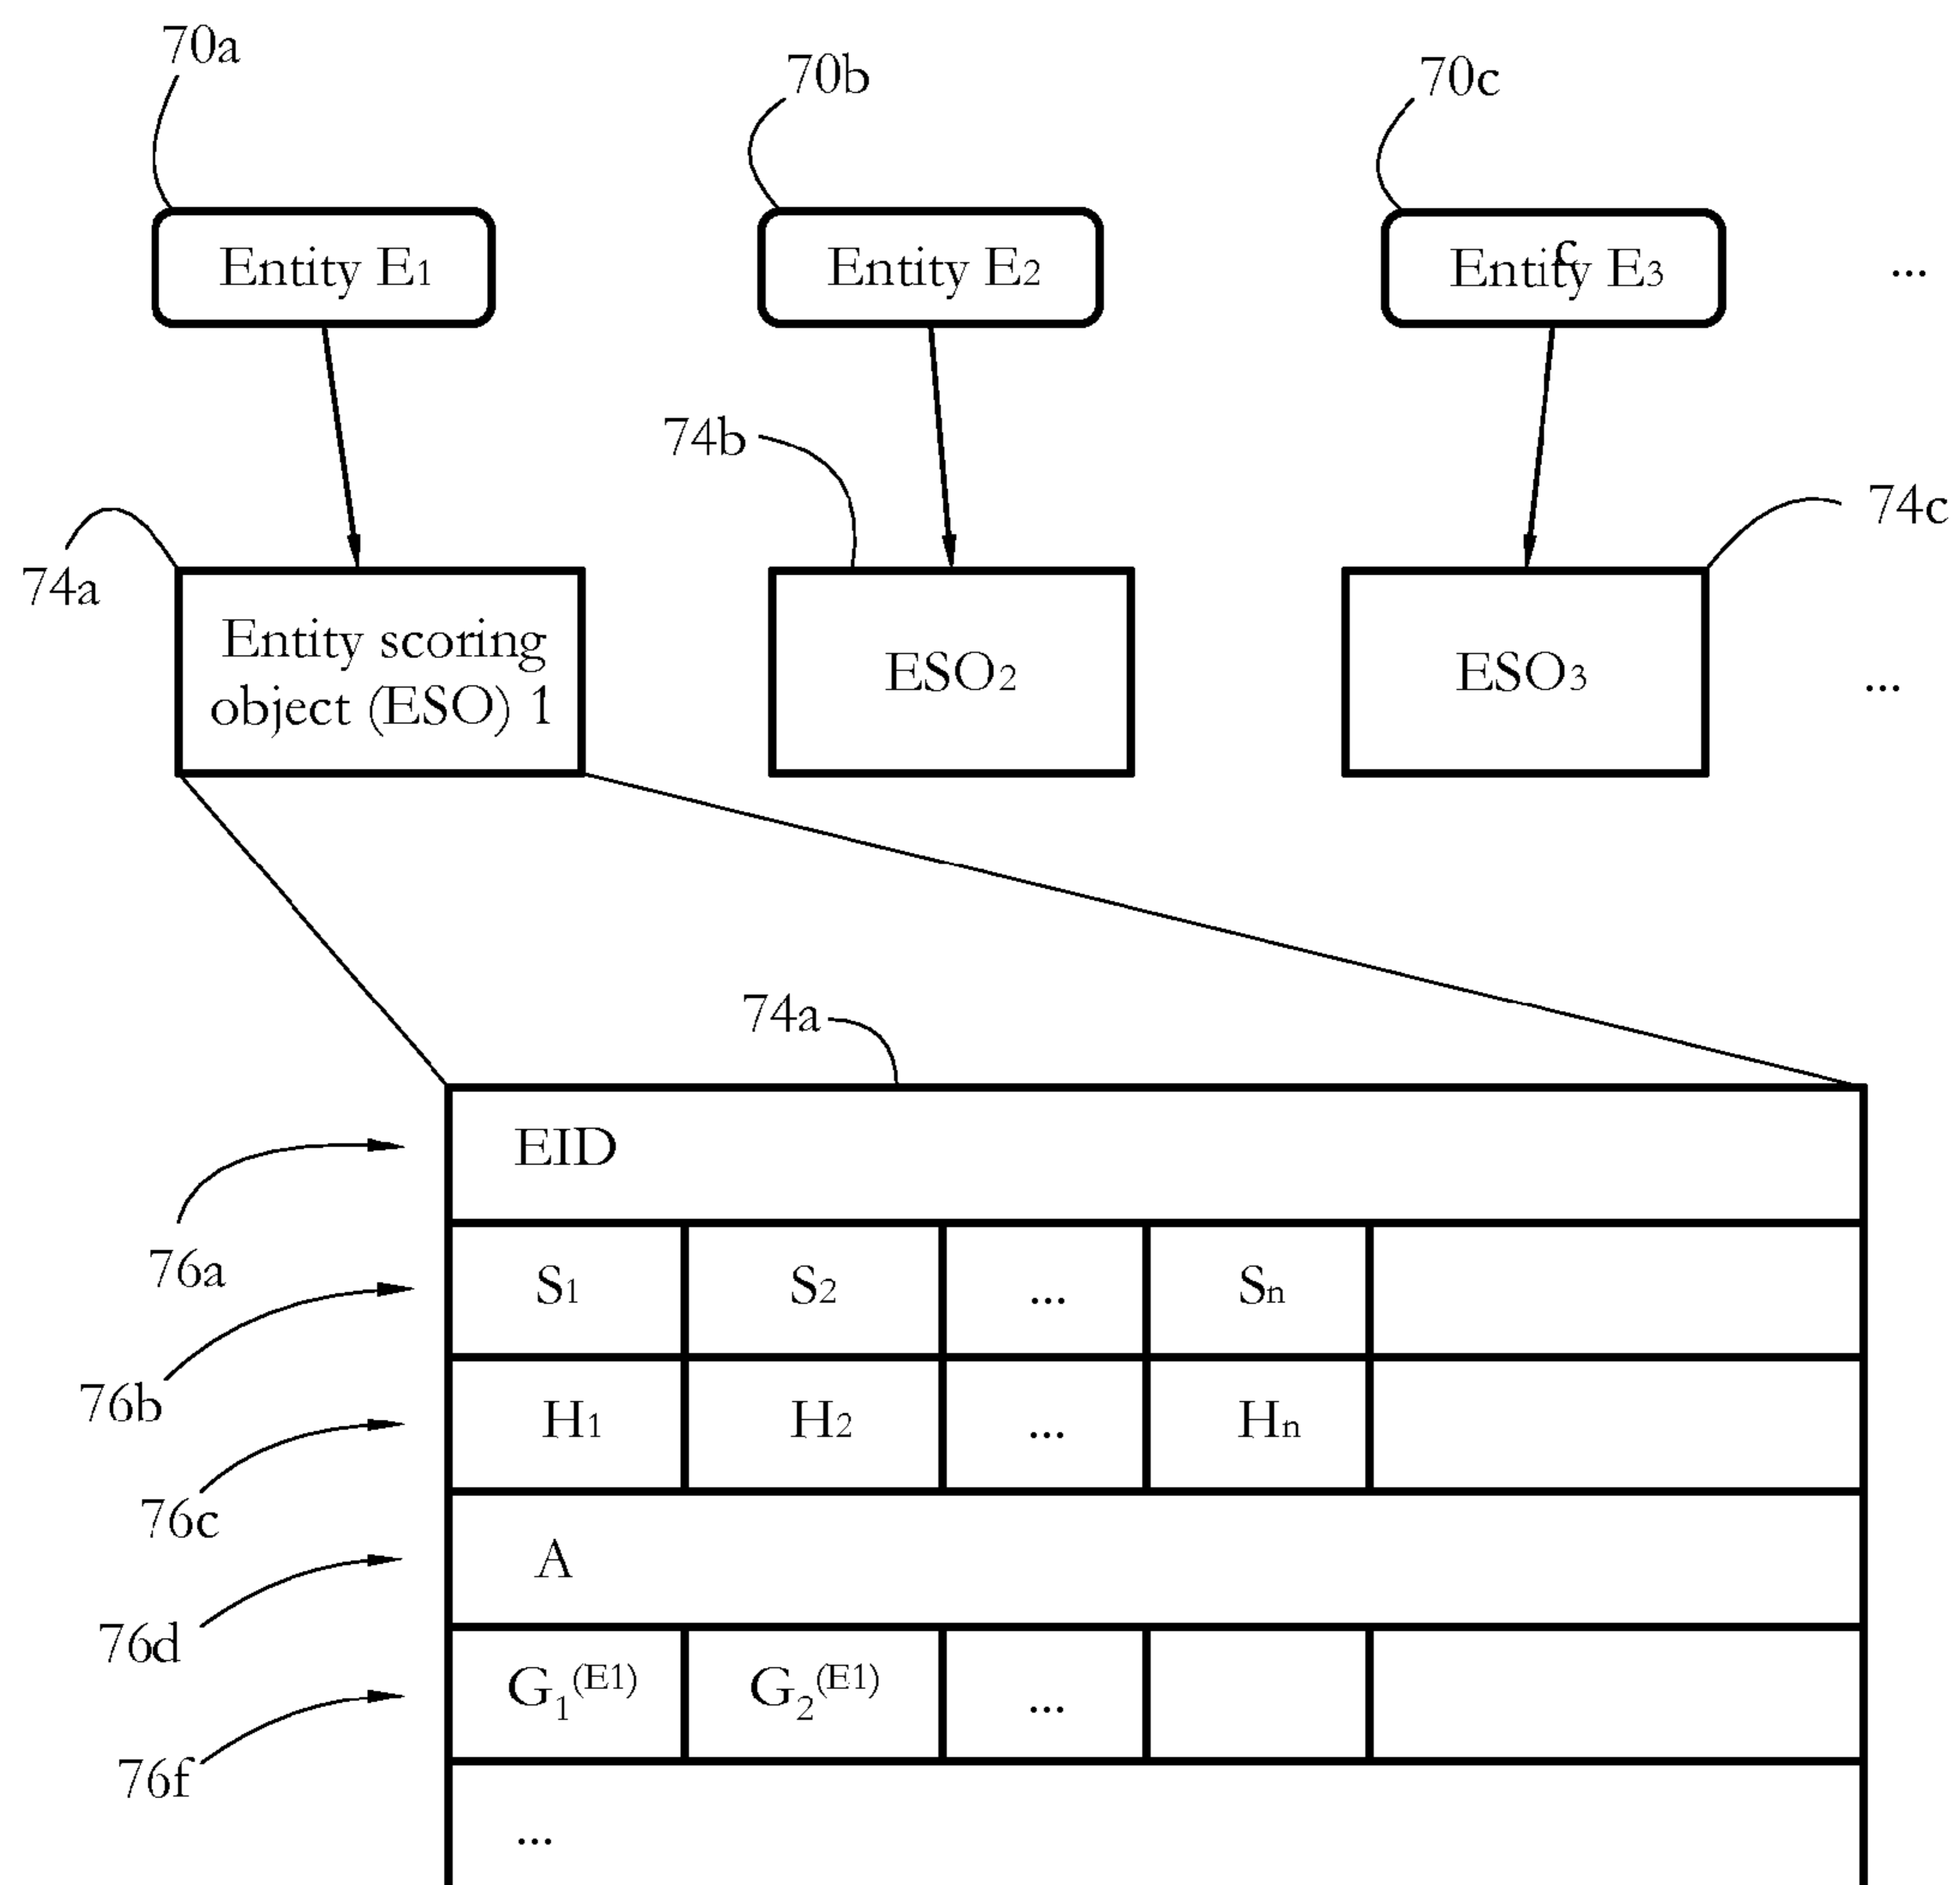 70a
70b
70c
Entity E1
Entity E2
Entity E3
...
74b
74c
74a
Entity scoring
object (ESO) 1
ESO2
ESO3
...
74a
EID
76a
S1 S2 ... Sn
76b
H1 H2 ... Hn
76c
A
76d
G1(E1) G2(E1) ...
76f
...